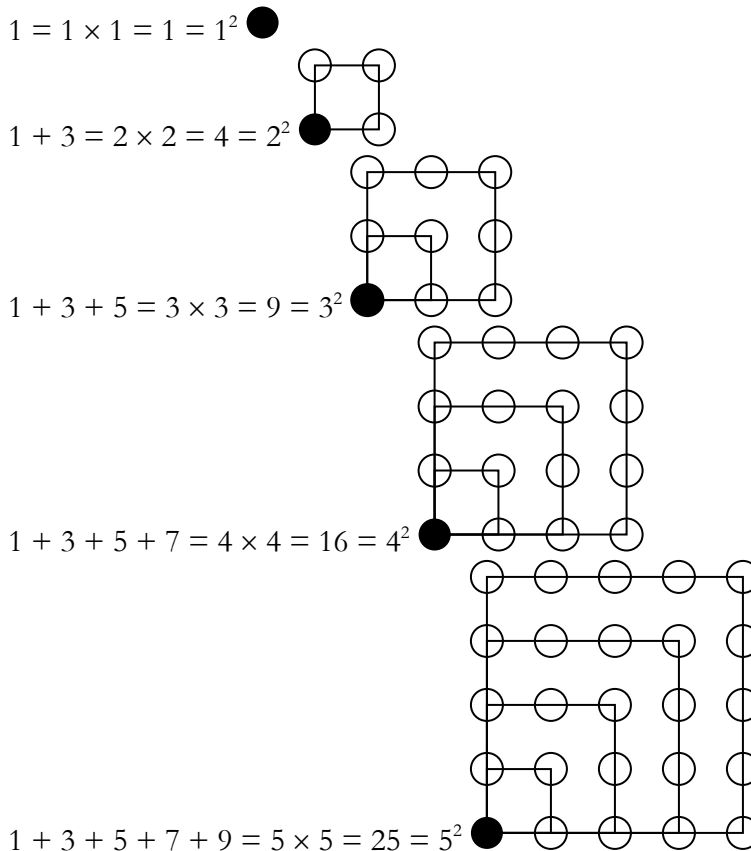 1 = 1 × 1 = 1 = 1²
1 + 3 = 2 × 2 = 4 = 2²
1 + 3 + 5 = 3 × 3 = 9 = 3²
1 + 3 + 5 + 7 = 4 × 4 = 16 = 4²
1 + 3 + 5 + 7 + 9 = 5 × 5 = 25 = 5²